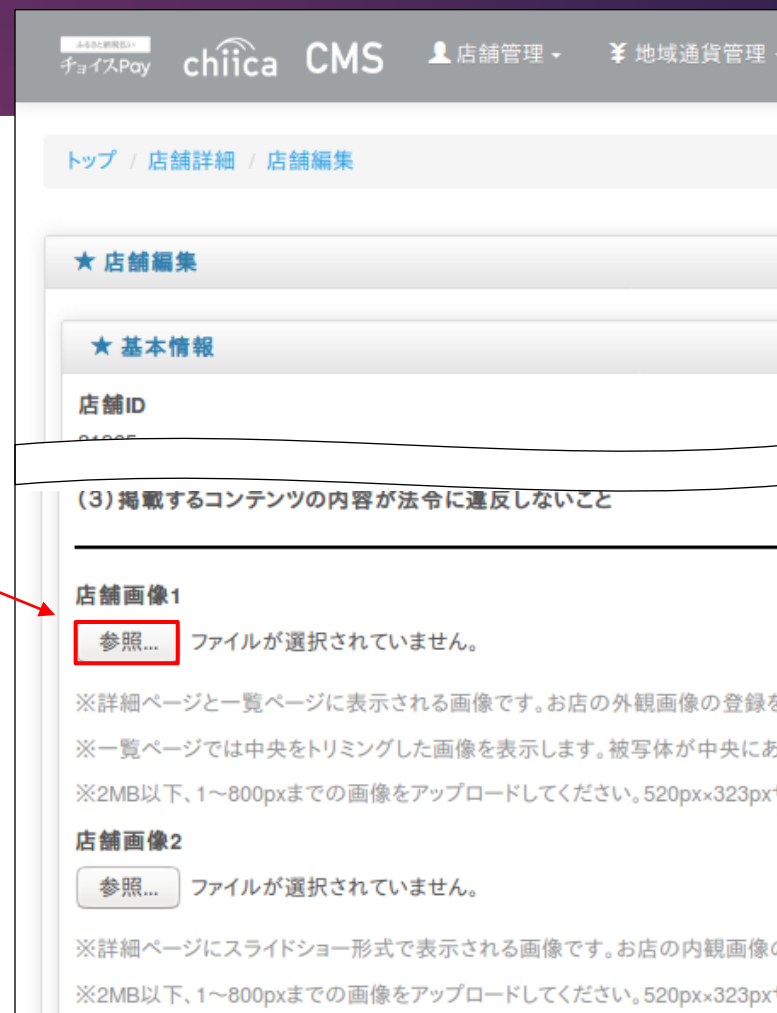 ふるさと納税払い
チョイスPay chiica CMS 店舗管理 ¥ 地域通貨管理
トップ / 店舗詳細 / 店舗編集
★ 店舗編集
★ 基本情報
店舗ID
(3)掲載するコンテンツの内容が法令に違反しないこと
店舗画像1
参照... ファイルが選択されていません。
※詳細ページと一覧ページに表示される画像です。お店の外観画像の登録を
※一覧ページでは中央をトリミングした画像を表示します。被写体が中央にあ
※2MB以下、1～800pxまでの画像をアップロードしてください。520px×323px
店舗画像2
参照... ファイルが選択されていません。
※詳細ページにスライドショー形式で表示される画像です。お店の内観画像の
※2MB以下、1～800pxまでの画像をアップロードしてください。520px×323px